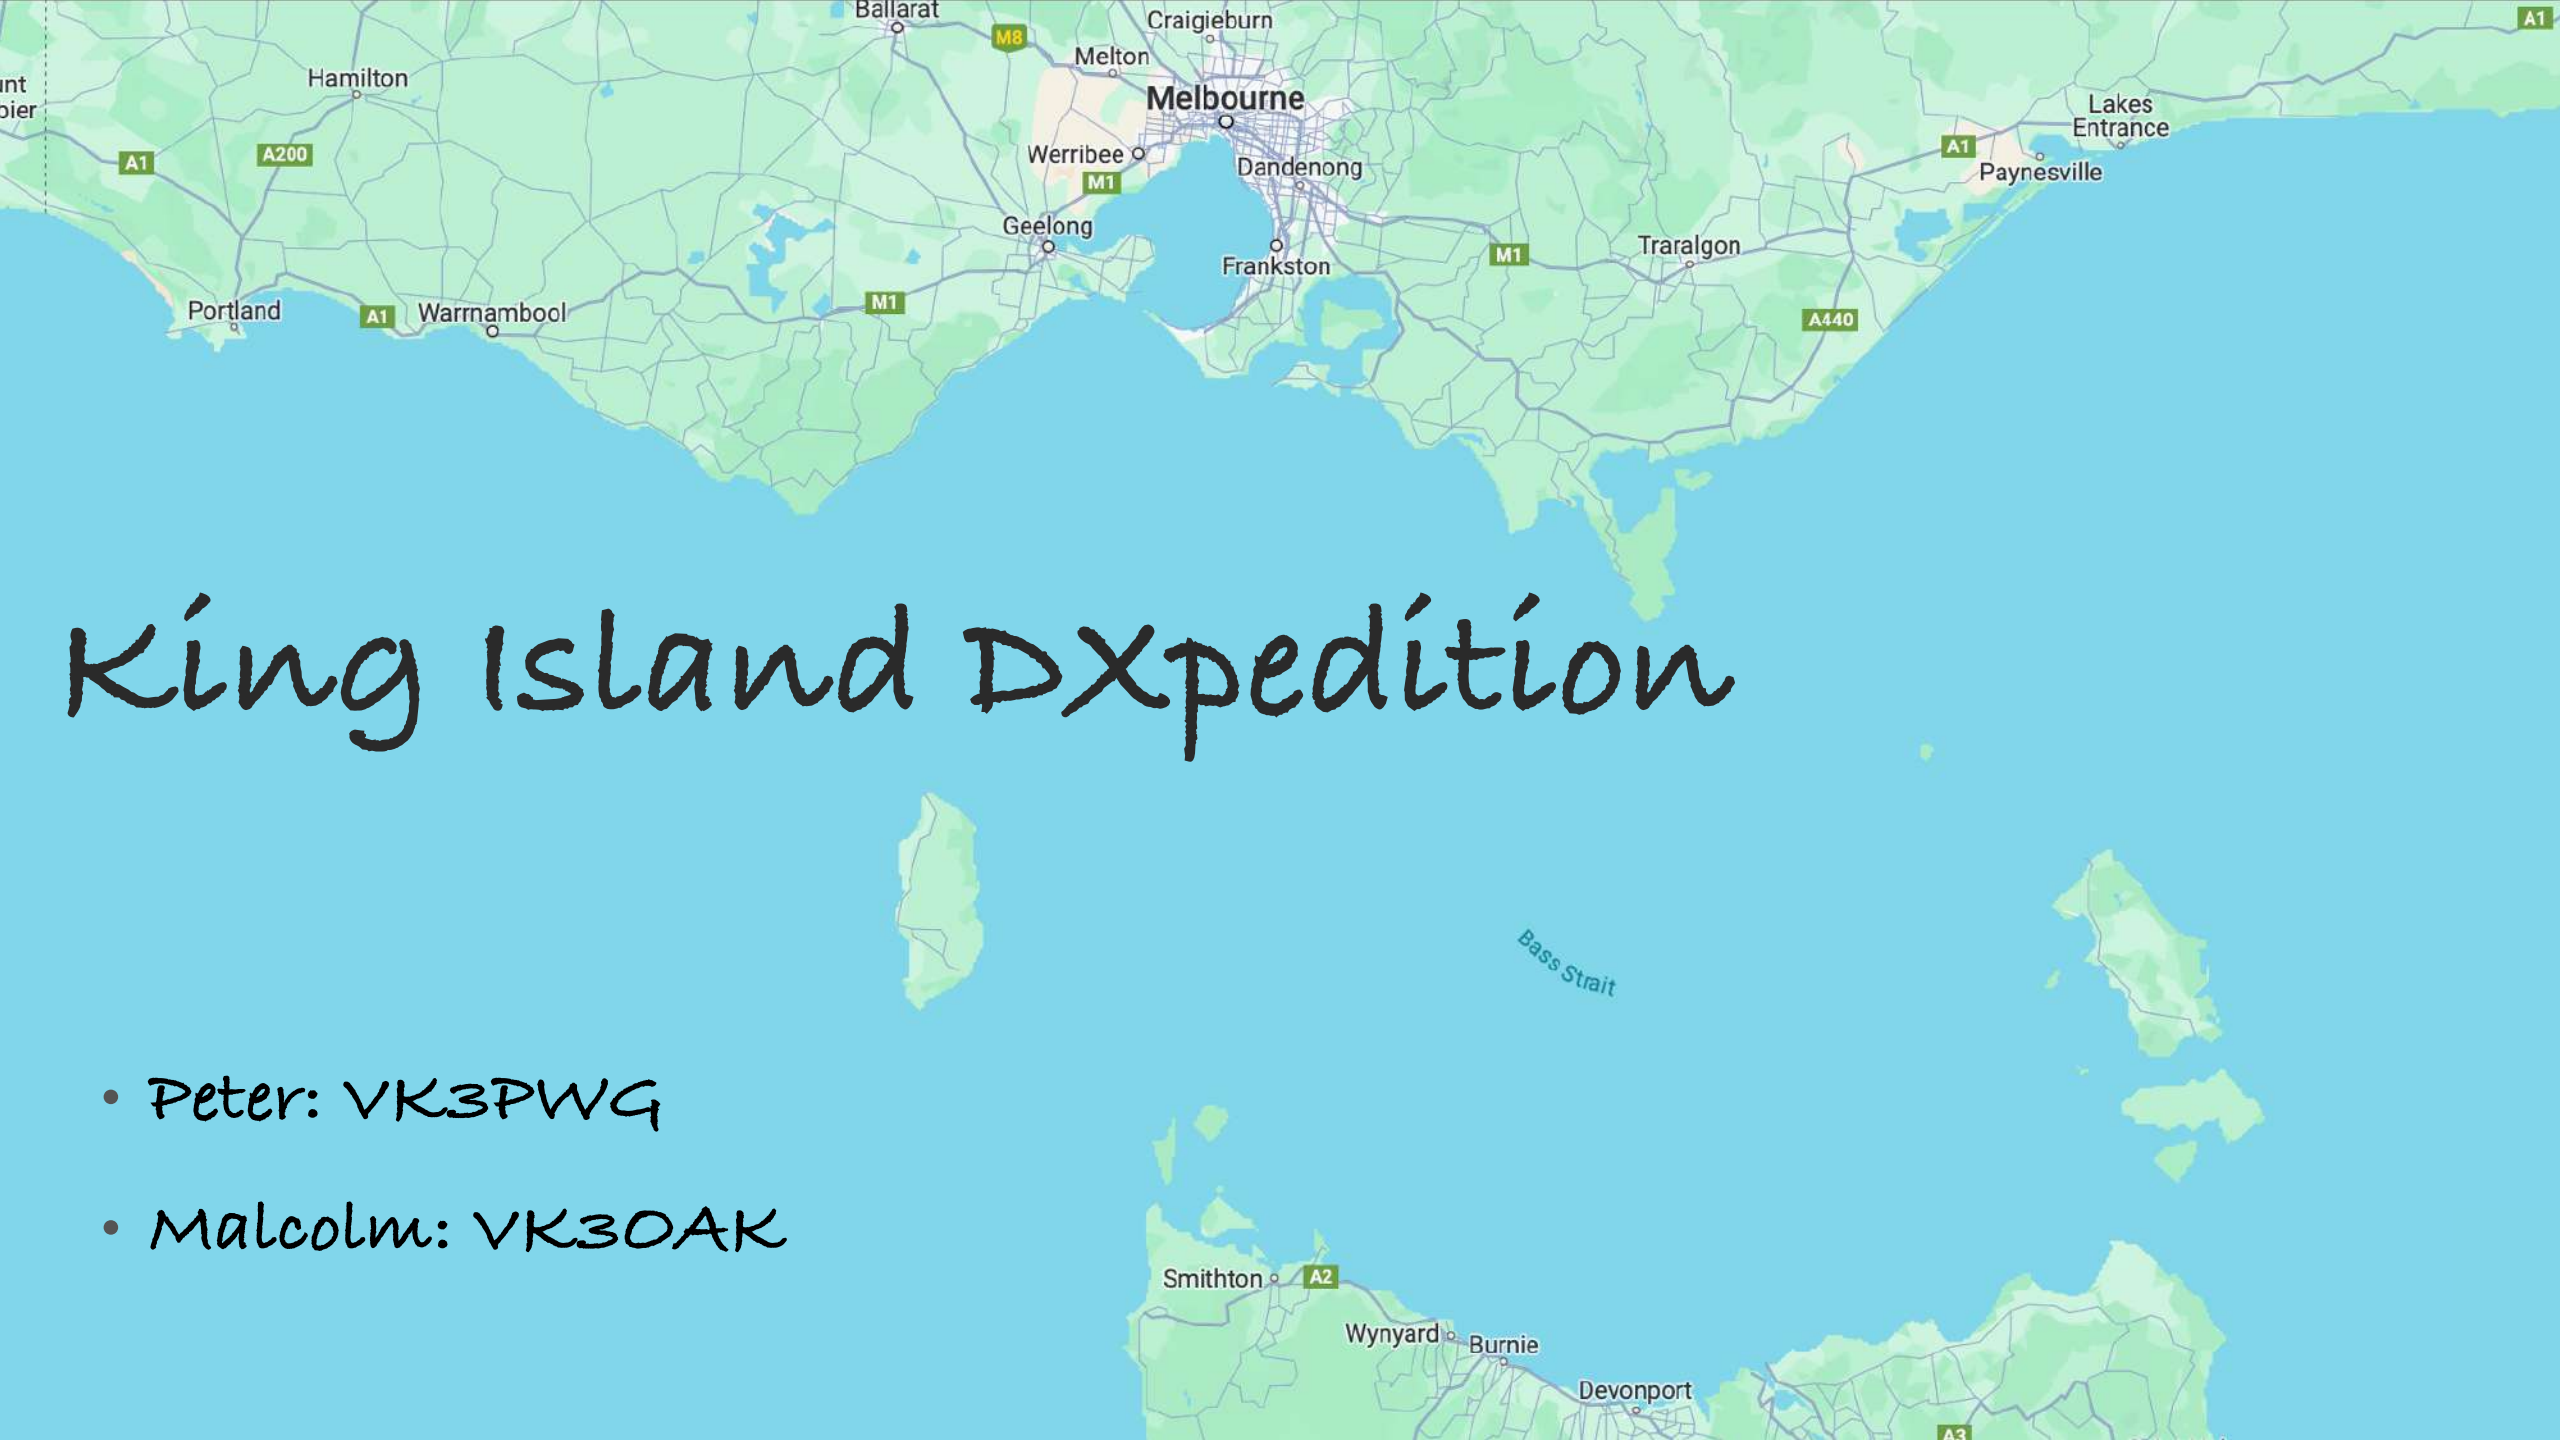 Ballarat
Craigieburn
A1
M8
Melton
Hamilton
Melbourne
Lakes
Entrance
A1
A200
Werribee
M1
Dandenong
A1
Paynesville
Geelong
Frankston
M1
Traralgon
Portland
A1
Warrnambool
M1
A440
King Island DXpedition
Bass Strait
• Peter: VK3PWG
• Malcolm: VK3OAK
Smithton
A2
Wynyard
Burnie
Devonport
A3